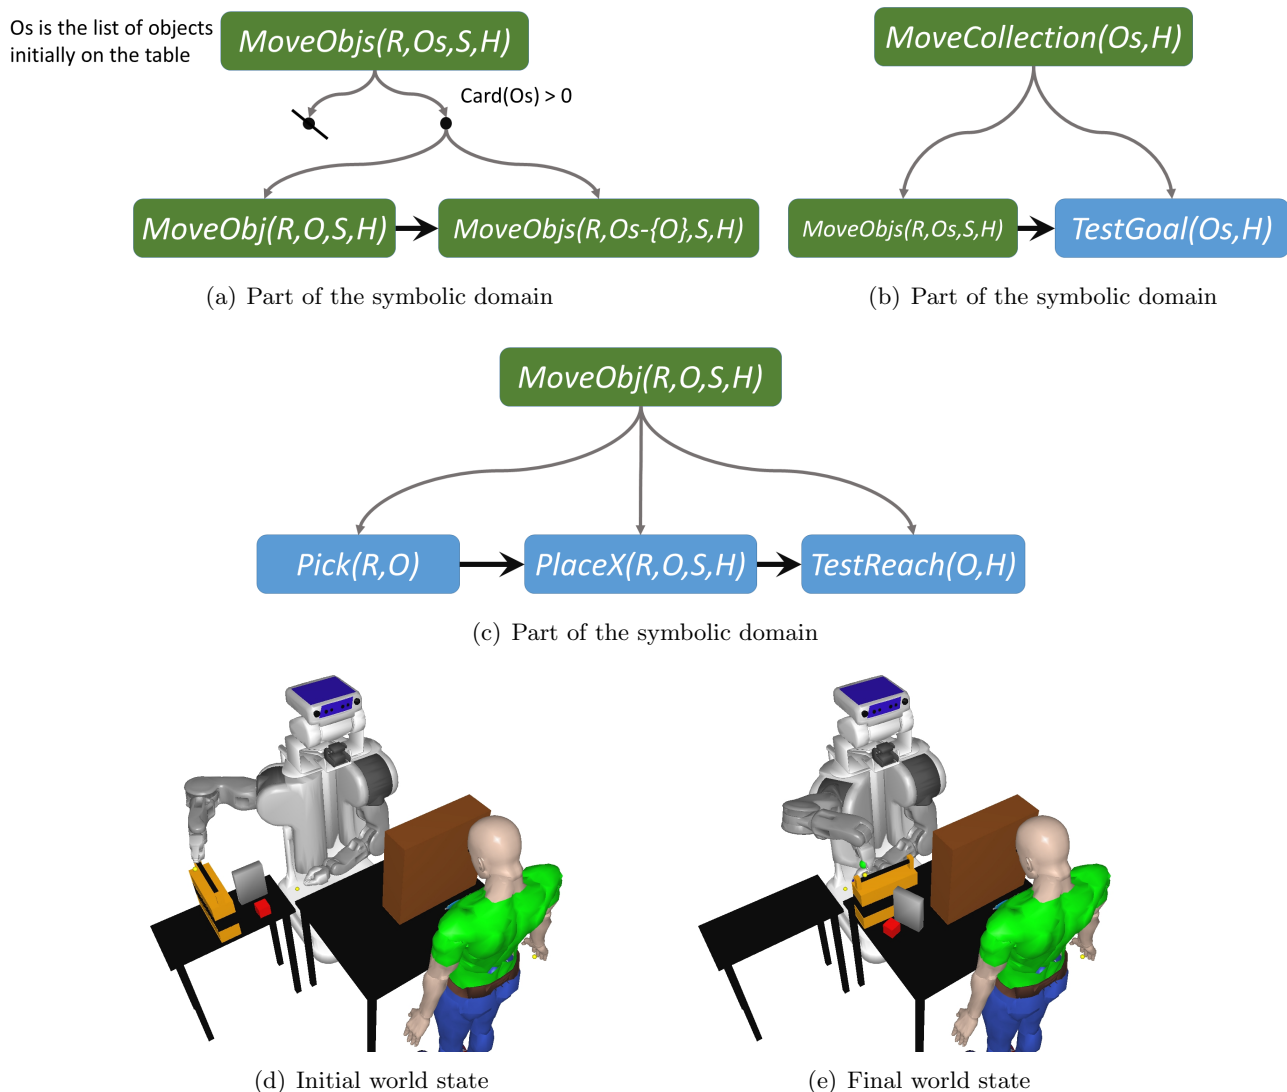 Os is the list of objects
initially on the table
MoveObjs(R,Os,S,H)
Card(Os) > 0
MoveObj(R,O,S,H)
MoveObjs(R,Os-{O},S,H)
(a) Part of the symbolic domain
MoveCollection(Os,H)
MoveObjs(R,Os,S,H)
TestGoal(Os,H)
(b) Part of the symbolic domain
MoveObj(R,O,S,H)
Pick(R,O)
PlaceX(R,O,S,H)
TestReach(O,H)
(c) Part of the symbolic domain
(d) Initial world state
(e) Final world state